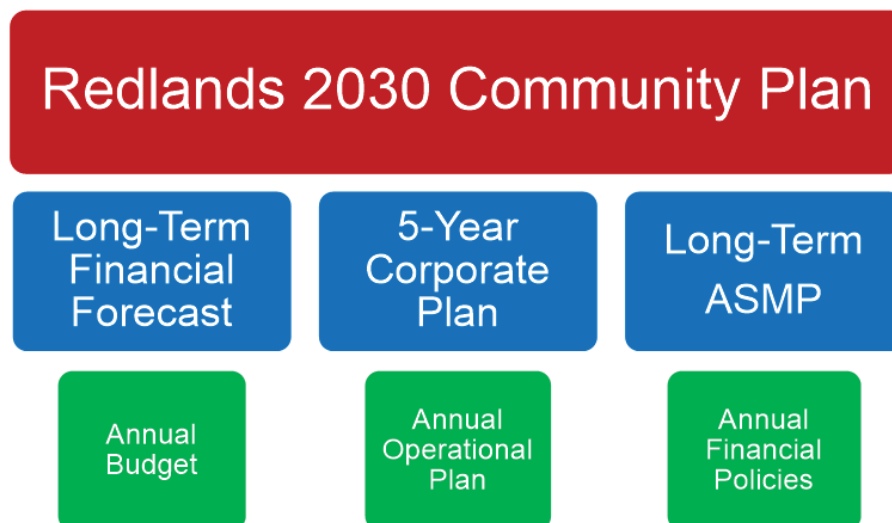 Redlands 2030 Community Plan
Long-Term
Financial
Forecast
5-Year
Corporate
Plan
Long-Term
ASMP
Annual
Budget
Annual
Operational
Plan
Annual
Financial
Policies